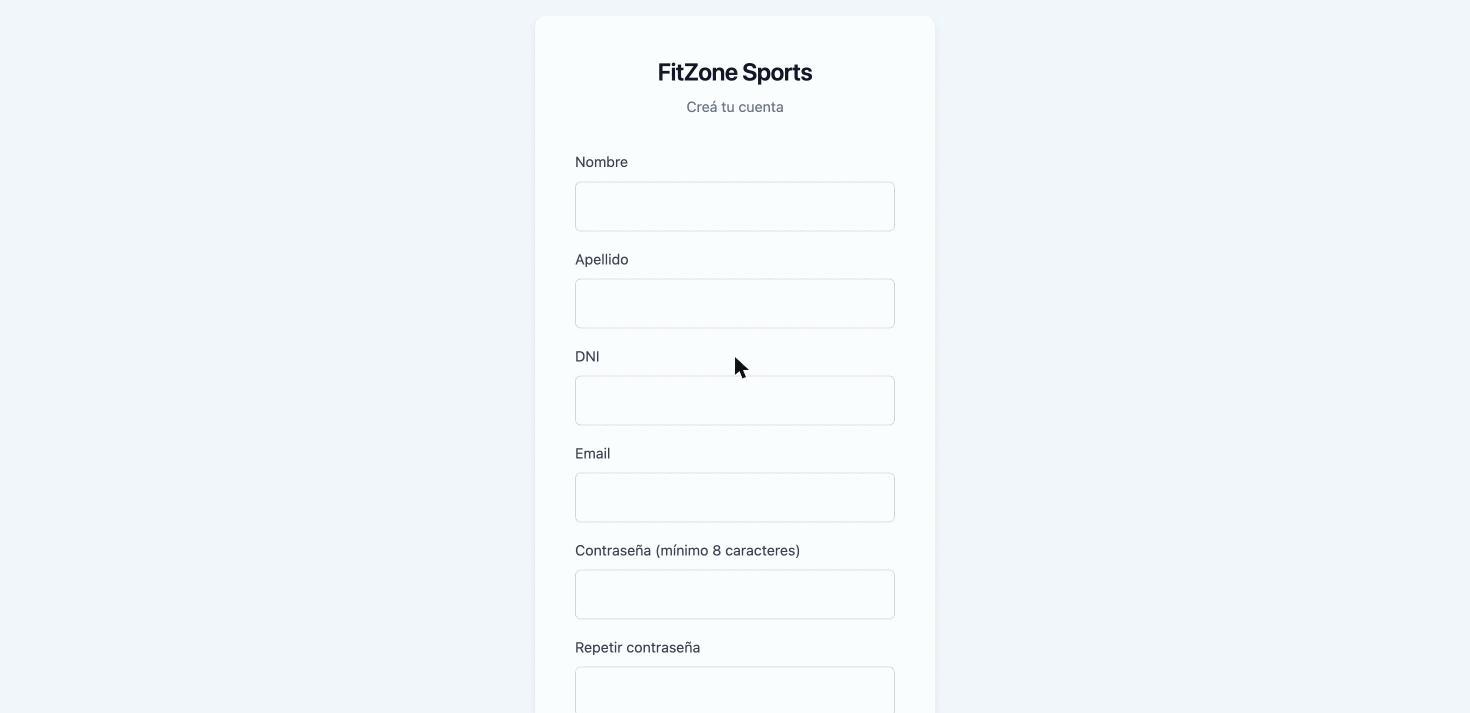 FitZone Sports
Creá tu cuenta
Nombre
Apellido
DNI
Email
Contraseña (mínimo 8 caracteres)
Repetir contraseña